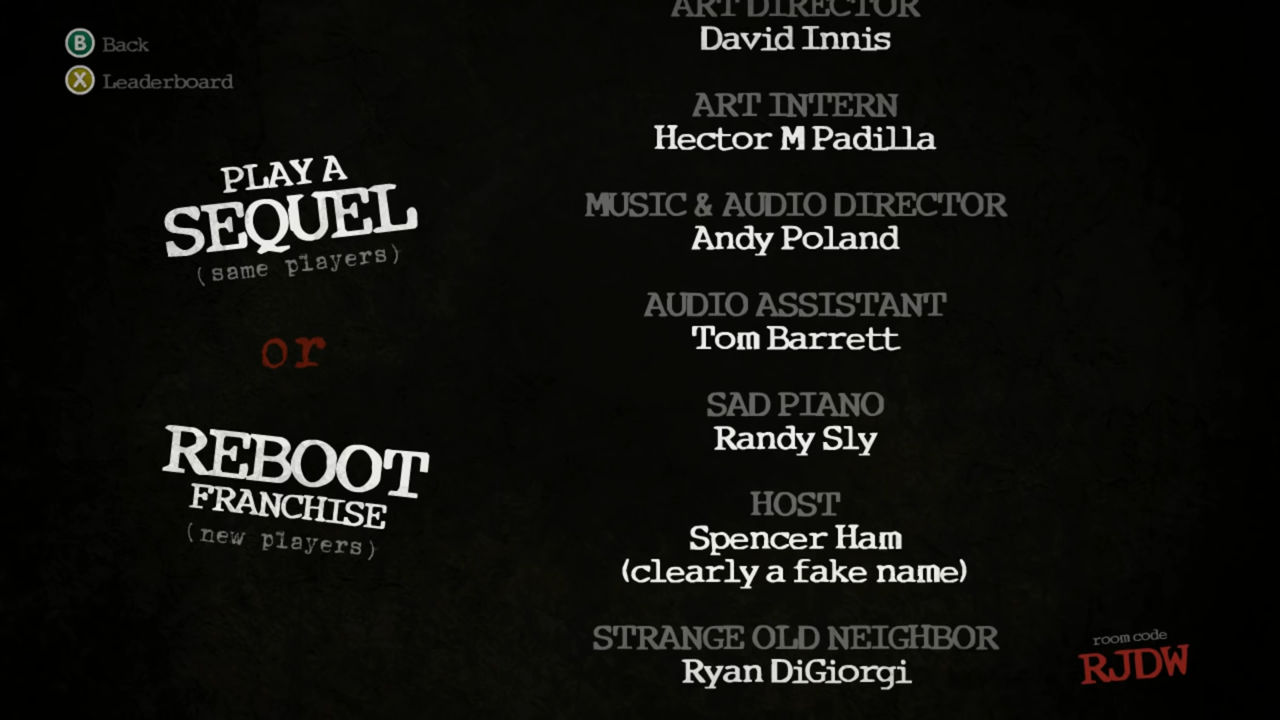 B Back
X Leaderboard
PLAY A
SEQUEL
(same players)
or
REBOOT
FRANCHISE
(new players)
ART DIRECTOR
David Innis
ART INTERN
Hector M Padilla
MUSIC & AUDIO DIRECTOR
Andy Poland
AUDIO ASSISTANT
Tom Barrett
SAD PIANO
Randy Sly
HOST
Spencer Ham
(clearly a fake name)
STRANGE OLD NEIGHBOR
Ryan DiGiorgi
room code
RJDW